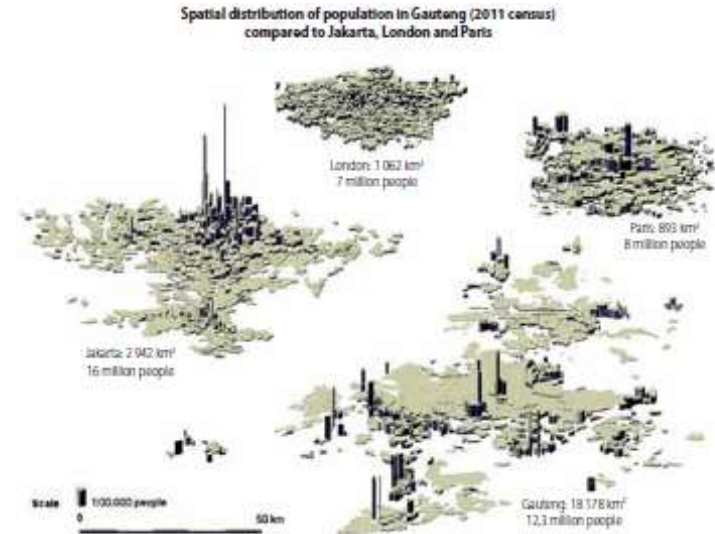 Spatial distribution of population in Gauteng (2011 census)
compared to Jakarta, London and Paris
London: 1 062 km²
7 million people
Paris: 893 km²
8 million people
Jakarta: 2 942 km²
16 million people
Scale
100,000 people
0
50 km
Gauteng: 18 178 km²
12,3 million people